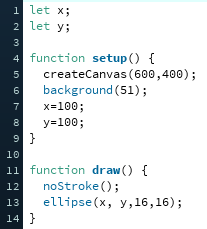 1 let x;
2 let y;
3
4 function setup() {
5   createCanvas(600,400);
6   background(51);
7   x=100;
8   y=100;
9 }
10
11 function draw() {
12   noStroke();
13   ellipse(x, y,16,16);
14 }